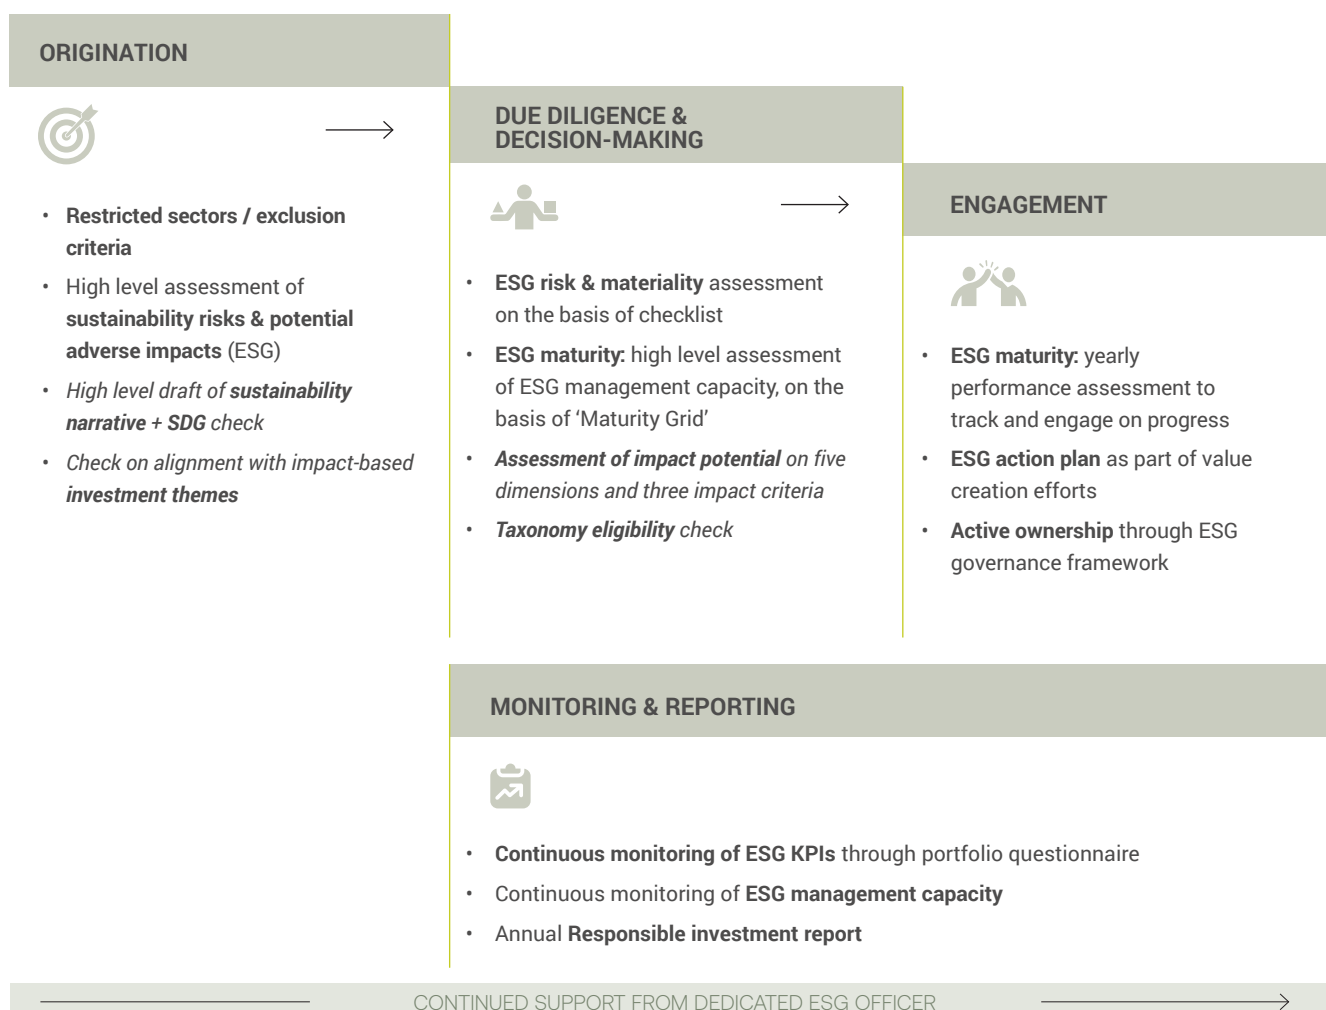 ORIGINATION
• Restricted sectors / exclusion
criteria
• High level assessment of
sustainability risks & potential
adverse impacts (ESG)
• High level draft of sustainability
narrative + SDG check
• Check on alignment with impact-based
investment themes
DUE DILIGENCE &
DECISION-MAKING
• ESG risk & materiality assessment
on the basis of checklist
• ESG maturity: high level assessment
of ESG management capacity, on the
basis of ‘Maturity Grid’
• Assessment of impact potential on five
dimensions and three impact criteria
• Taxonomy eligibility check
ENGAGEMENT
• ESG maturity: yearly
performance assessment to
track and engage on progress
• ESG action plan as part of value
creation efforts
• Active ownership through ESG
governance framework
MONITORING & REPORTING
• Continuous monitoring of ESG KPIs through portfolio questionnaire
• Continuous monitoring of ESG management capacity
• Annual Responsible investment report
CONTINUED SUPPORT FROM DEDICATED ESG OFFICER